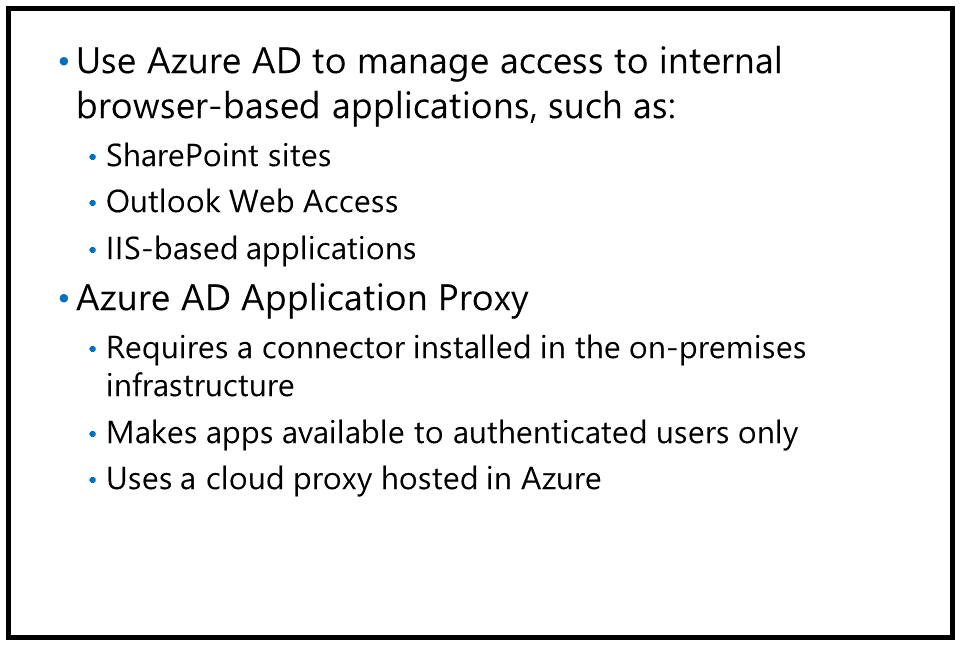 • Use Azure AD to manage access to internal
browser-based applications, such as:
• SharePoint sites
• Outlook Web Access
• IIS-based applications
• Azure AD Application Proxy
• Requires a connector installed in the on-premises
infrastructure
• Makes apps available to authenticated users only
• Uses a cloud proxy hosted in Azure